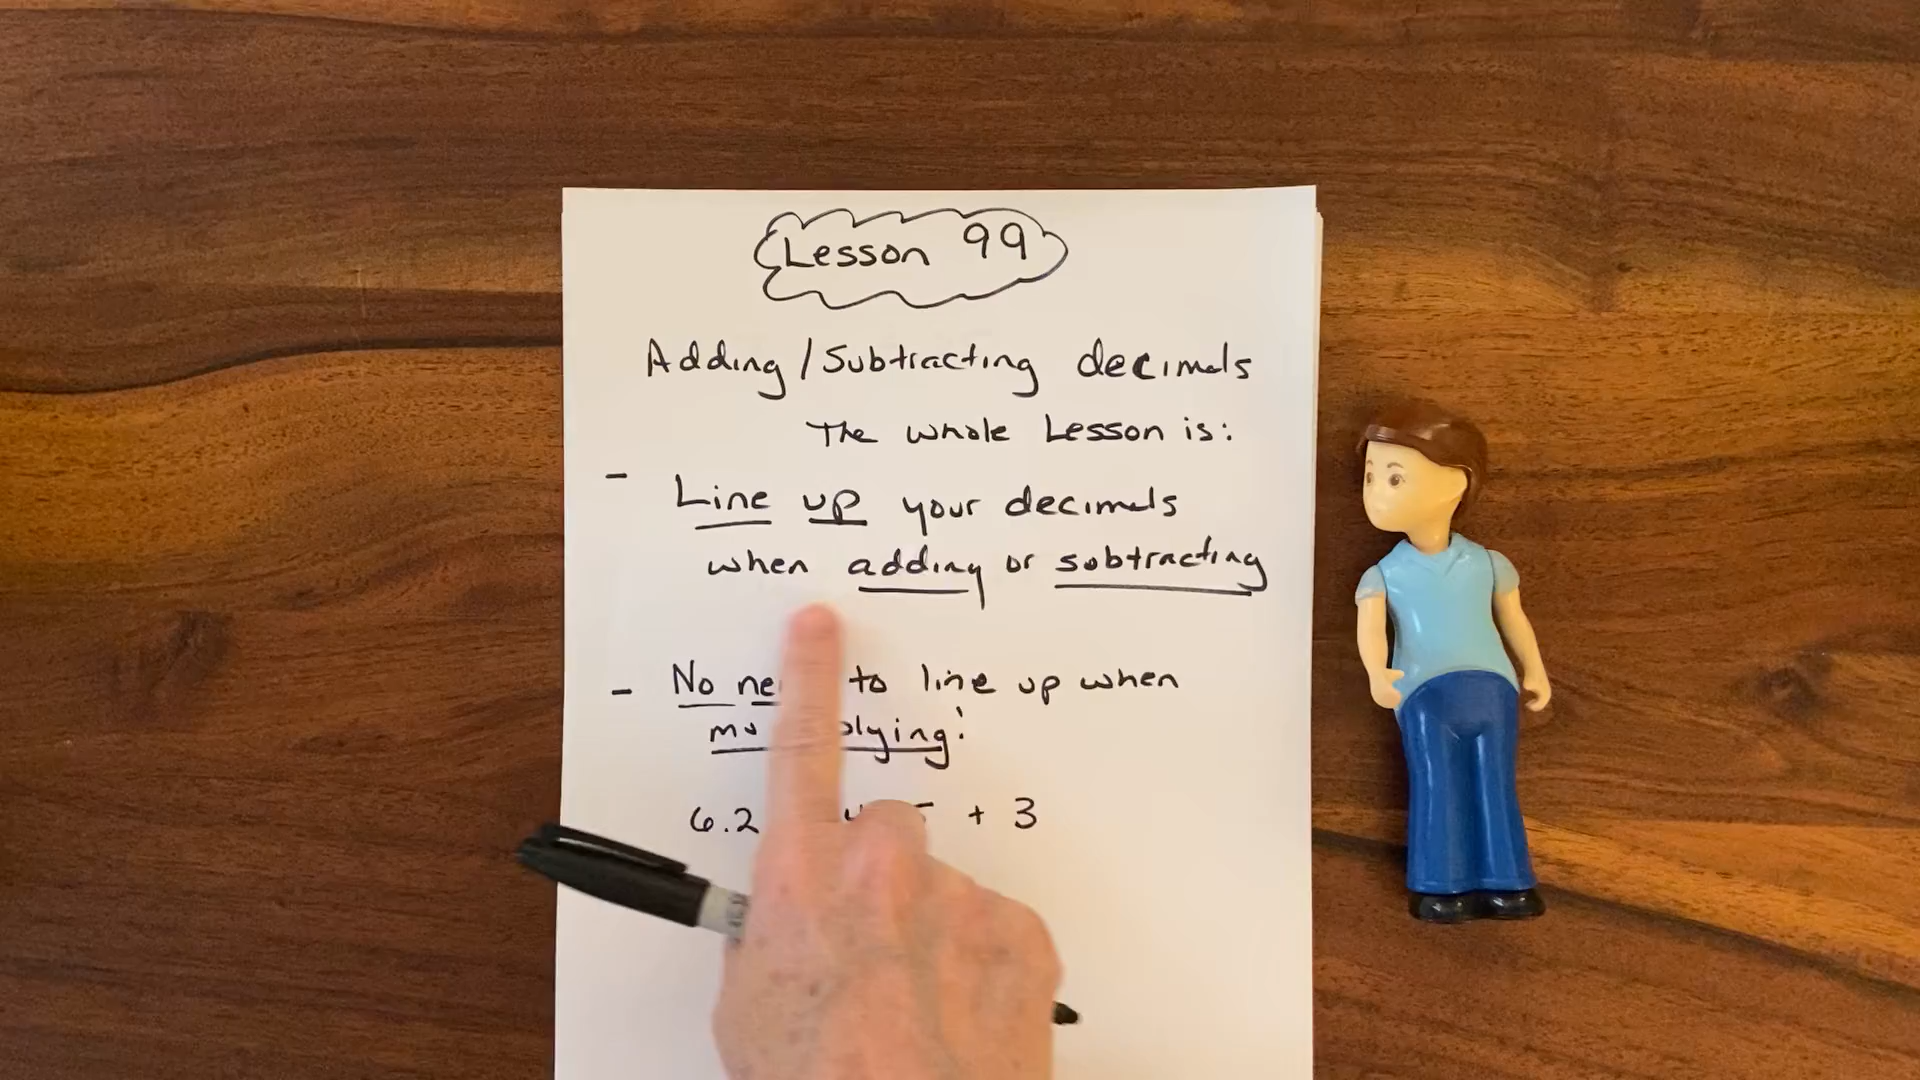 Lesson 99
Adding/Subtracting decimals
The whole Lesson is:
- Line up your decimals
when adding or subtracting
- No to line up when
6.2 + 3